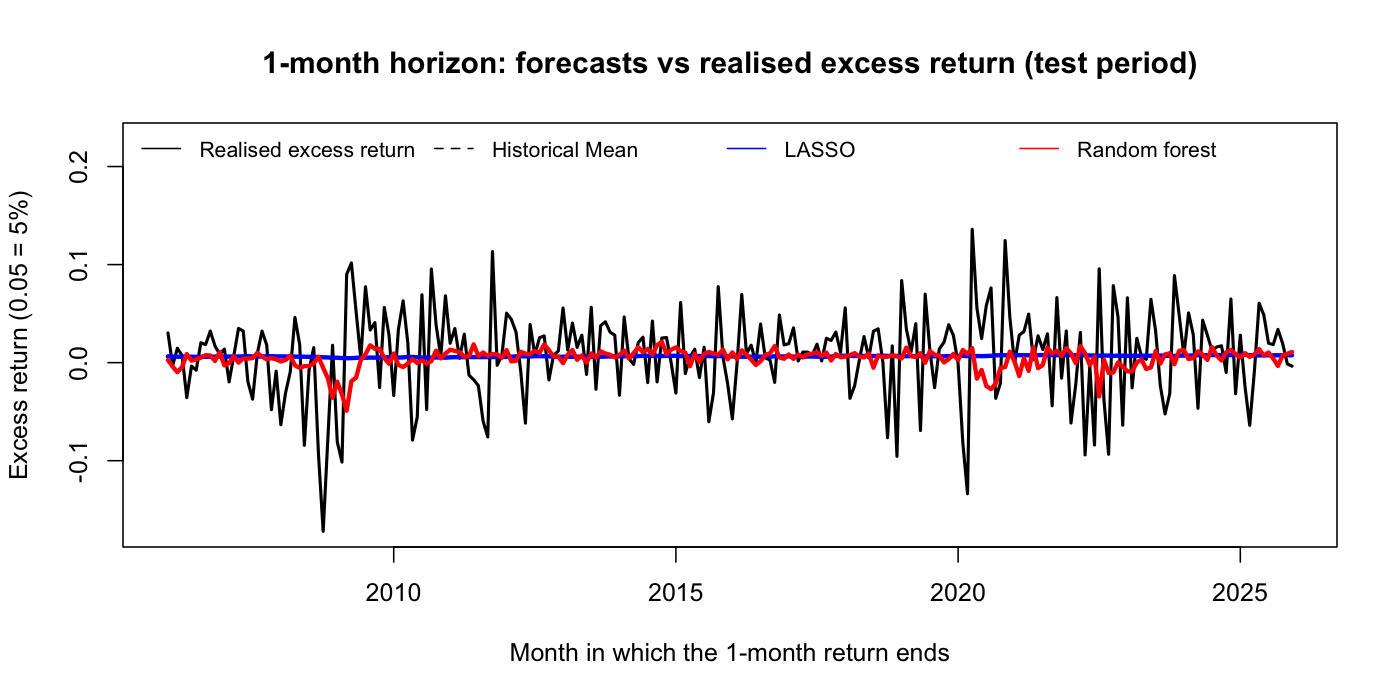 1-month horizon: forecasts vs realised excess return (test period)
Realised excess return Historical Mean LASSO Random forest
Excess return (0.05 = 5%)
0.2
0.1
0.0
-0.1
2010 2015 2020 2025
Month in which the 1-month return ends